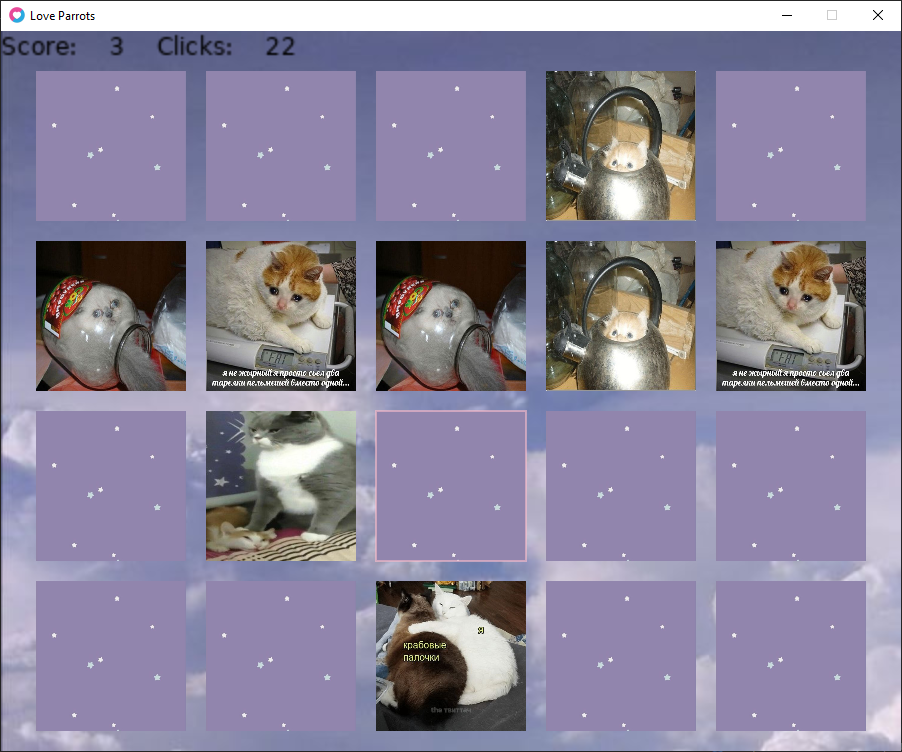 Love Parrots
Score: 3 Clicks: 22
я не жирный я просто съел два
тарелки пельменей вместо одной...
я не жирный я просто съел два
тарелки пельменей вместо одной...
я
крабовые
палочки